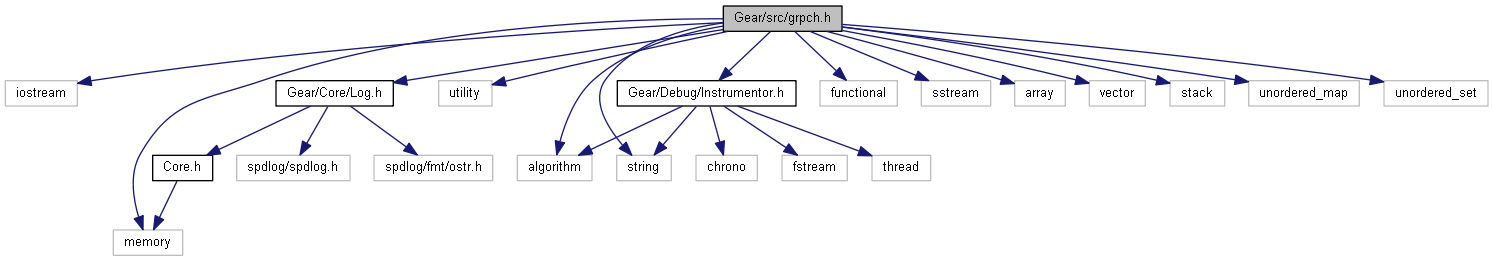 Gear/src/grpch.h
iostream
Gear/Core/Log.h
utility
Gear/Debug/Instrumentor.h
functional
sstream
array
vector
stack
unordered_map
unordered_set
Core.h
spdlog/spdlog.h
spdlog/fmt/ostr.h
algorithm
string
chrono
fstream
thread
memory